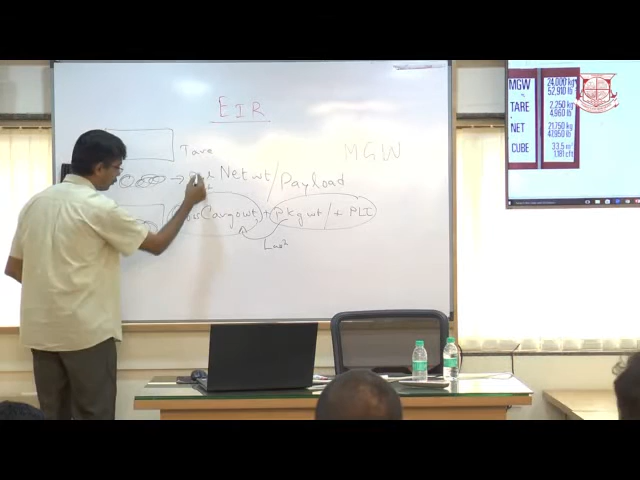 EIR
Tare
MGW
Net wt/Payload
Cargo wt + pkg wt/+ PLI
MGW 24,000 kg
52,910 lb
TARE 2,250 kg
4,960 lb
NET 21,750 kg
47,950 lb
CUBE 33.5 m³
1,181 cft